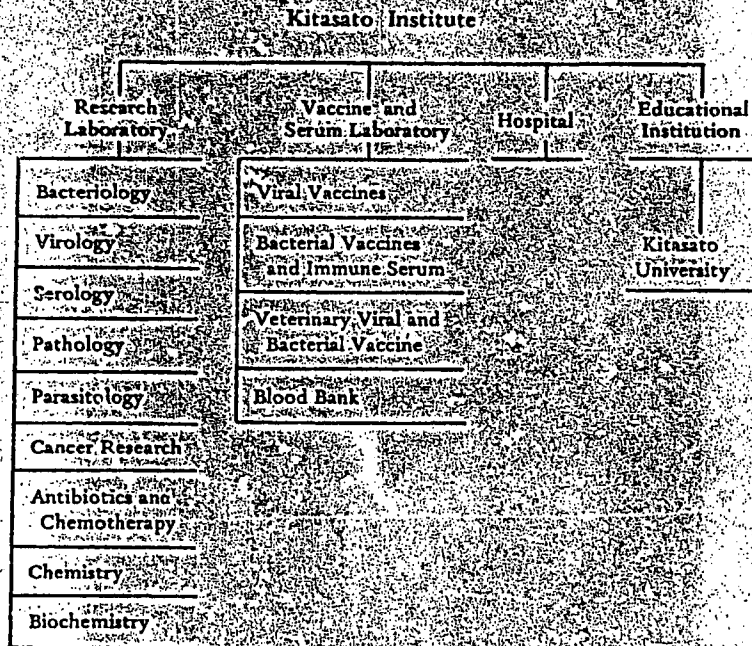 Kitasato Institute
Research
Laboratory
Vaccine and
Serum Laboratory
Hospital
Educational
Institution
Bacteriology
Virology
Serology
Pathology
Parasitology
Cancer Research
Antibiotics and
Chemotherapy
Chemistry
Biochemistry
Viral Vaccines
Bacterial Vaccines
and Immune Serum
Veterinary Viral and
Bacterial Vaccine
Blood Bank
Kitasato
University